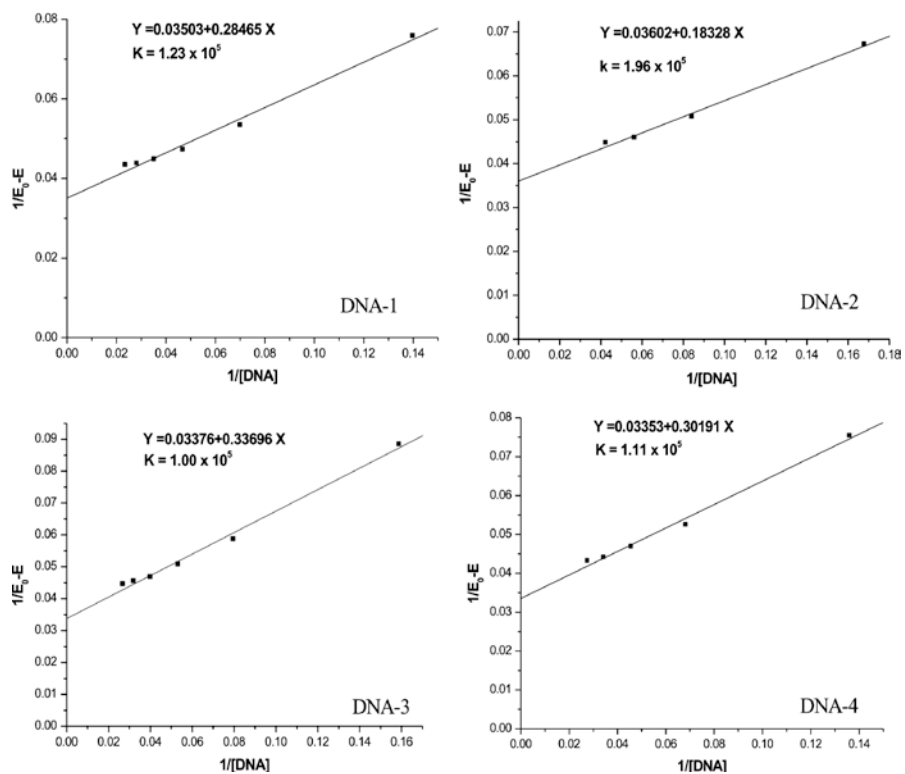 Y =0.03503+0.28465 X
K = 1.23 x 10⁵
1/E₀-E
0.08
0.06
0.04
0.02
0.00
0.00 0.02 0.04 0.06 0.08 0.10 0.12 0.14
1/[DNA]
DNA-1
Y =0.03602+0.18328 X
k = 1.96 x 10⁵
1/E₀-E
0.07
0.06
0.05
0.04
0.03
0.02
0.01
0.00
0.00 0.02 0.04 0.06 0.08 0.10 0.12 0.14 0.16 0.18
1/[DNA]
DNA-2
Y =0.03376+0.33696 X
K = 1.00 x 10⁵
1/E₀-E
0.09
0.08
0.07
0.06
0.05
0.04
0.03
0.02
0.01
0.00
0.00 0.02 0.04 0.06 0.08 0.10 0.12 0.14 0.16
1/[DNA]
DNA-3
Y =0.03353+0.30191 X
K = 1.11 x 10⁵
1/E₀-E
0.08
0.07
0.06
0.05
0.04
0.03
0.02
0.01
0.00
0.00 0.02 0.04 0.06 0.08 0.10 0.12 0.14
1/[DNA]
DNA-4